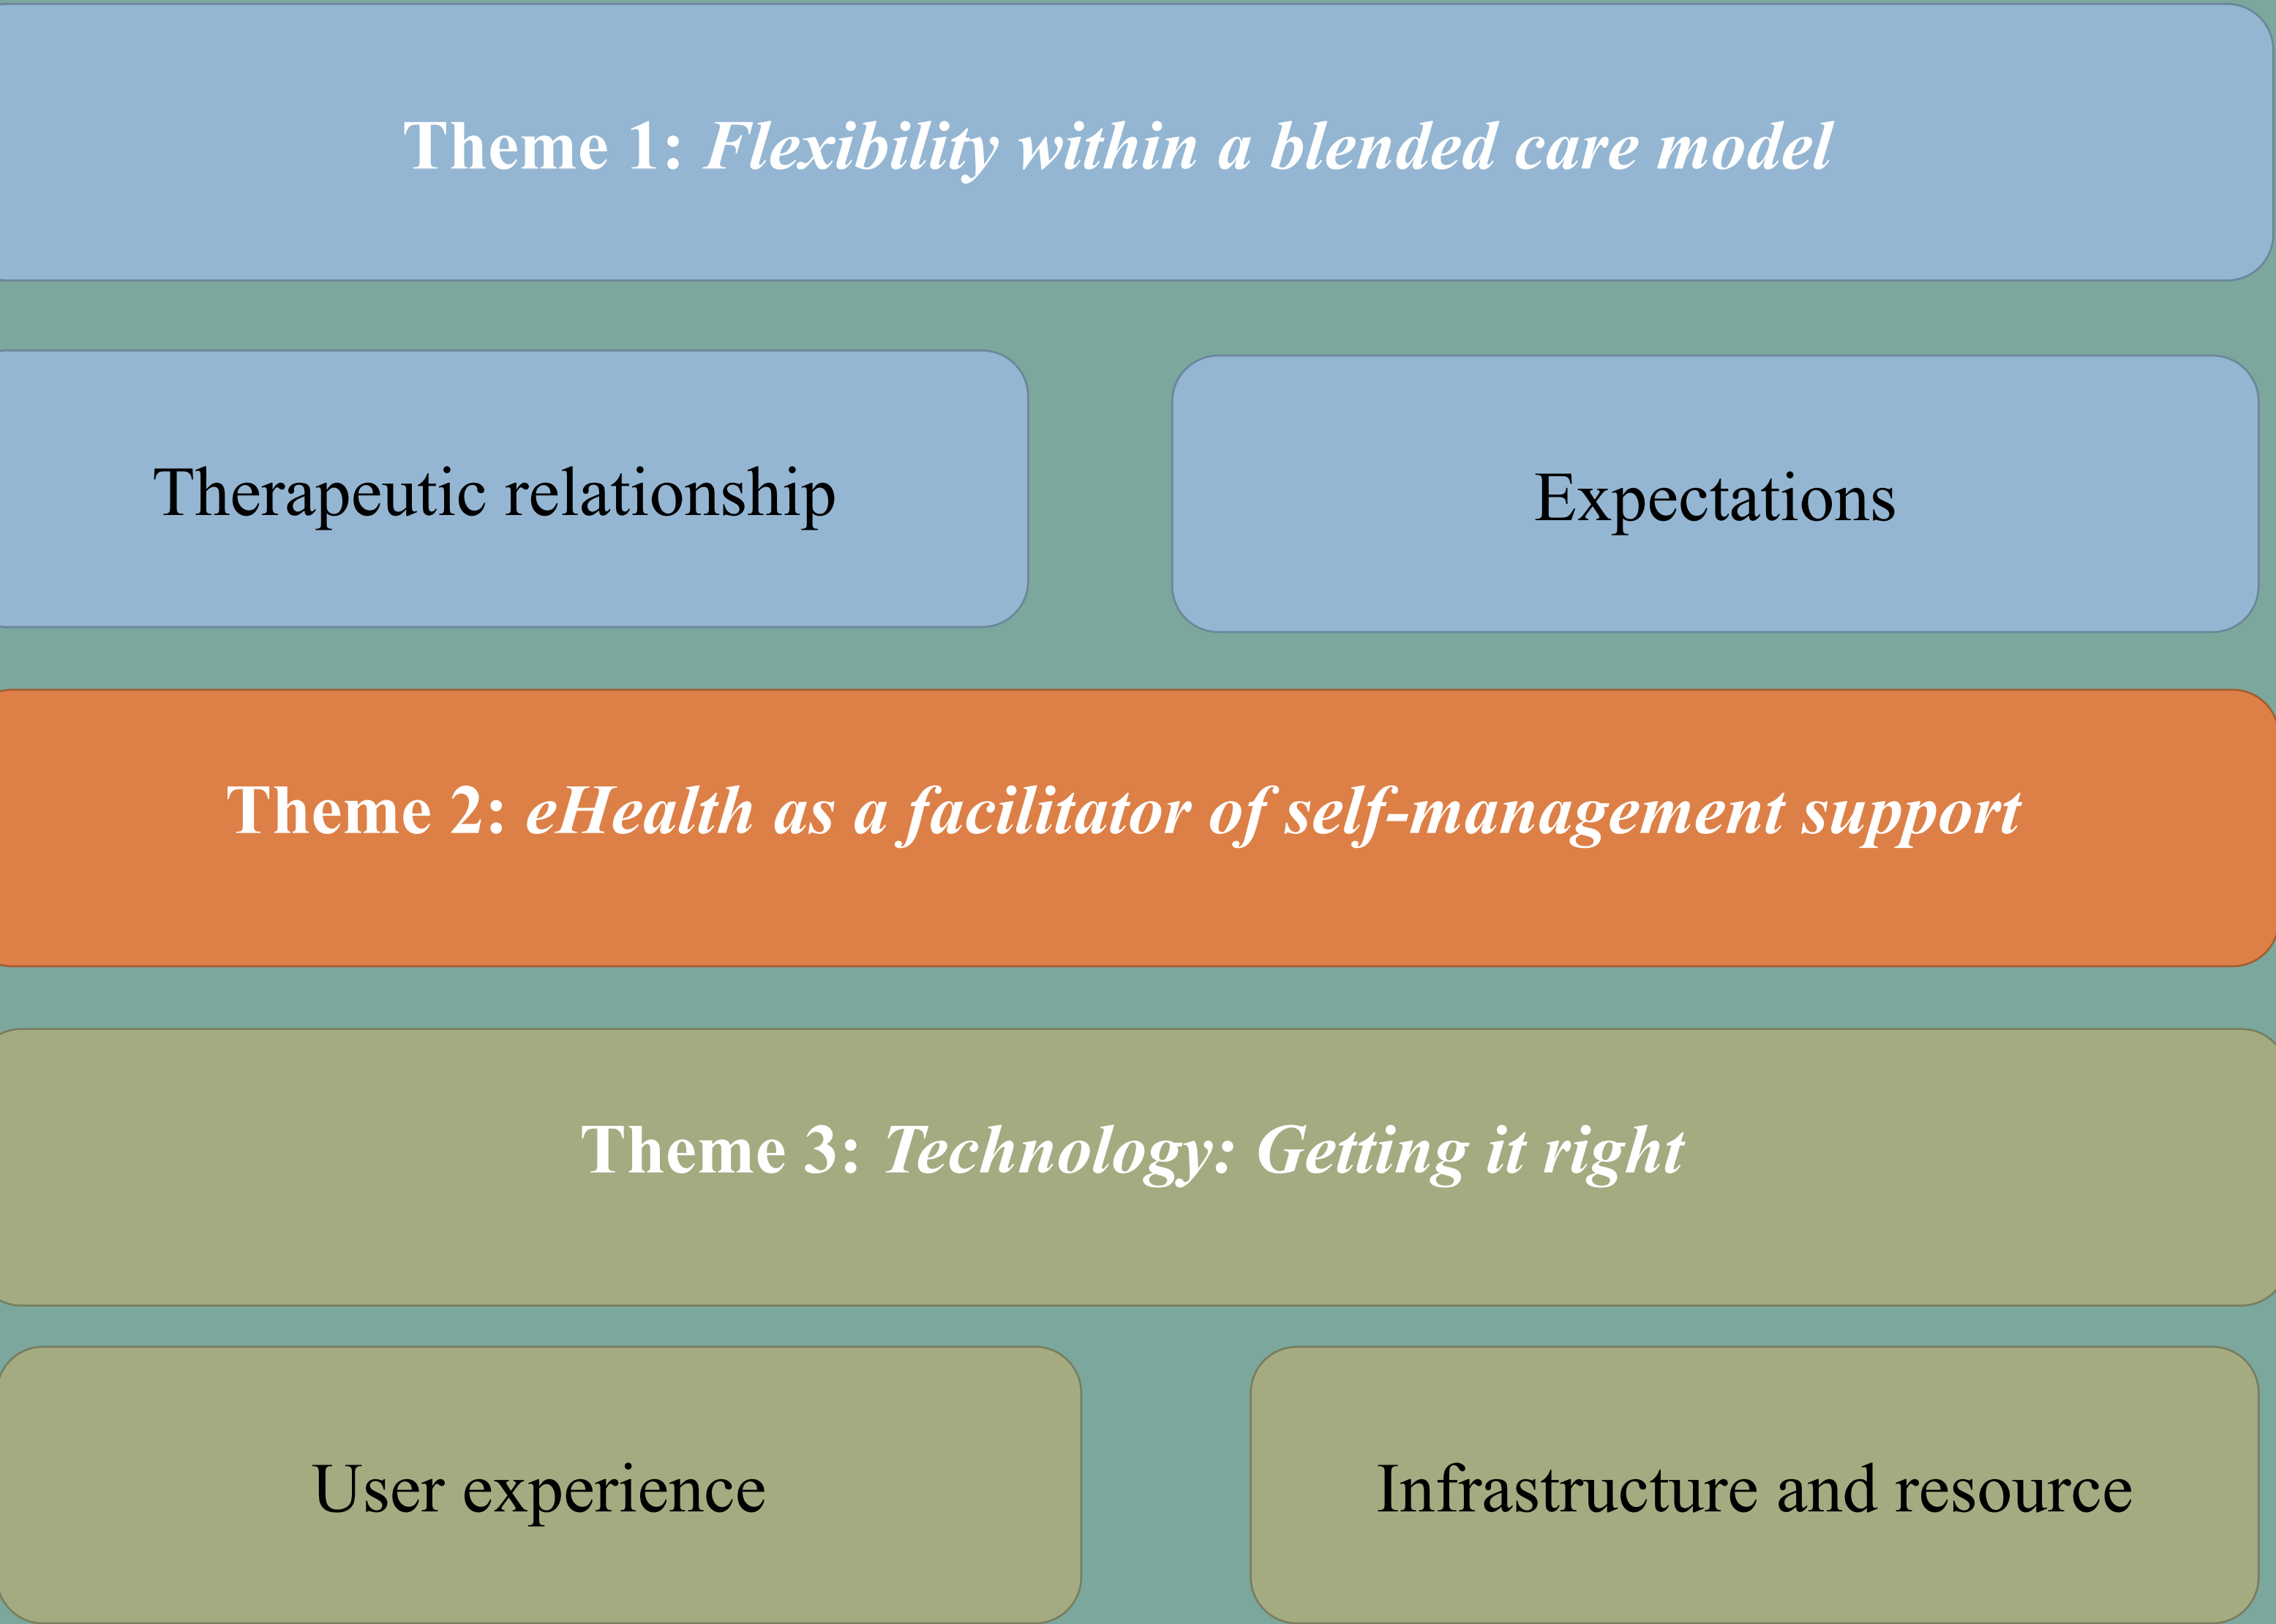 Theme 1: Flexibility within a blended care model
Therapeutic relationship
Expectations
Theme 2: eHealth as a facilitator of self-management support
Theme 3: Technology: Getting it right
User experience
Infrastructure and resource